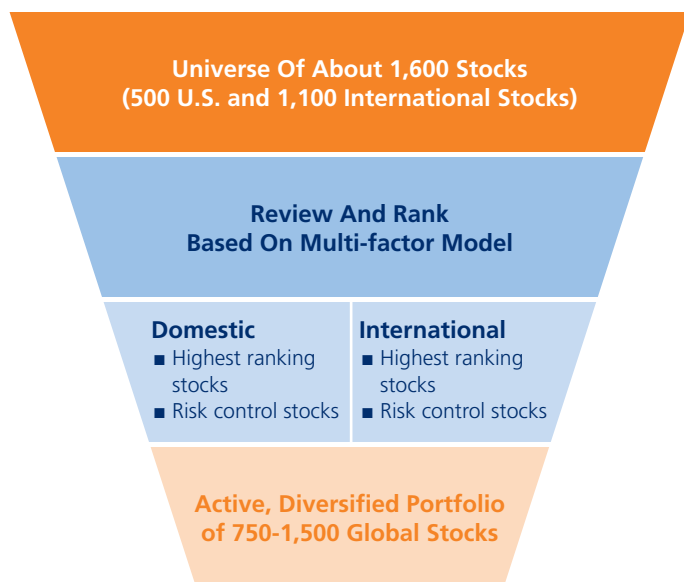 Universe Of About 1,600 Stocks
(500 U.S. and 1,100 International Stocks)
Review And Rank
Based On Multi-factor Model
Domestic
■ Highest ranking
stocks
■ Risk control stocks
International
■ Highest ranking
stocks
■ Risk control stocks
Active, Diversified Portfolio
of 750-1,500 Global Stocks